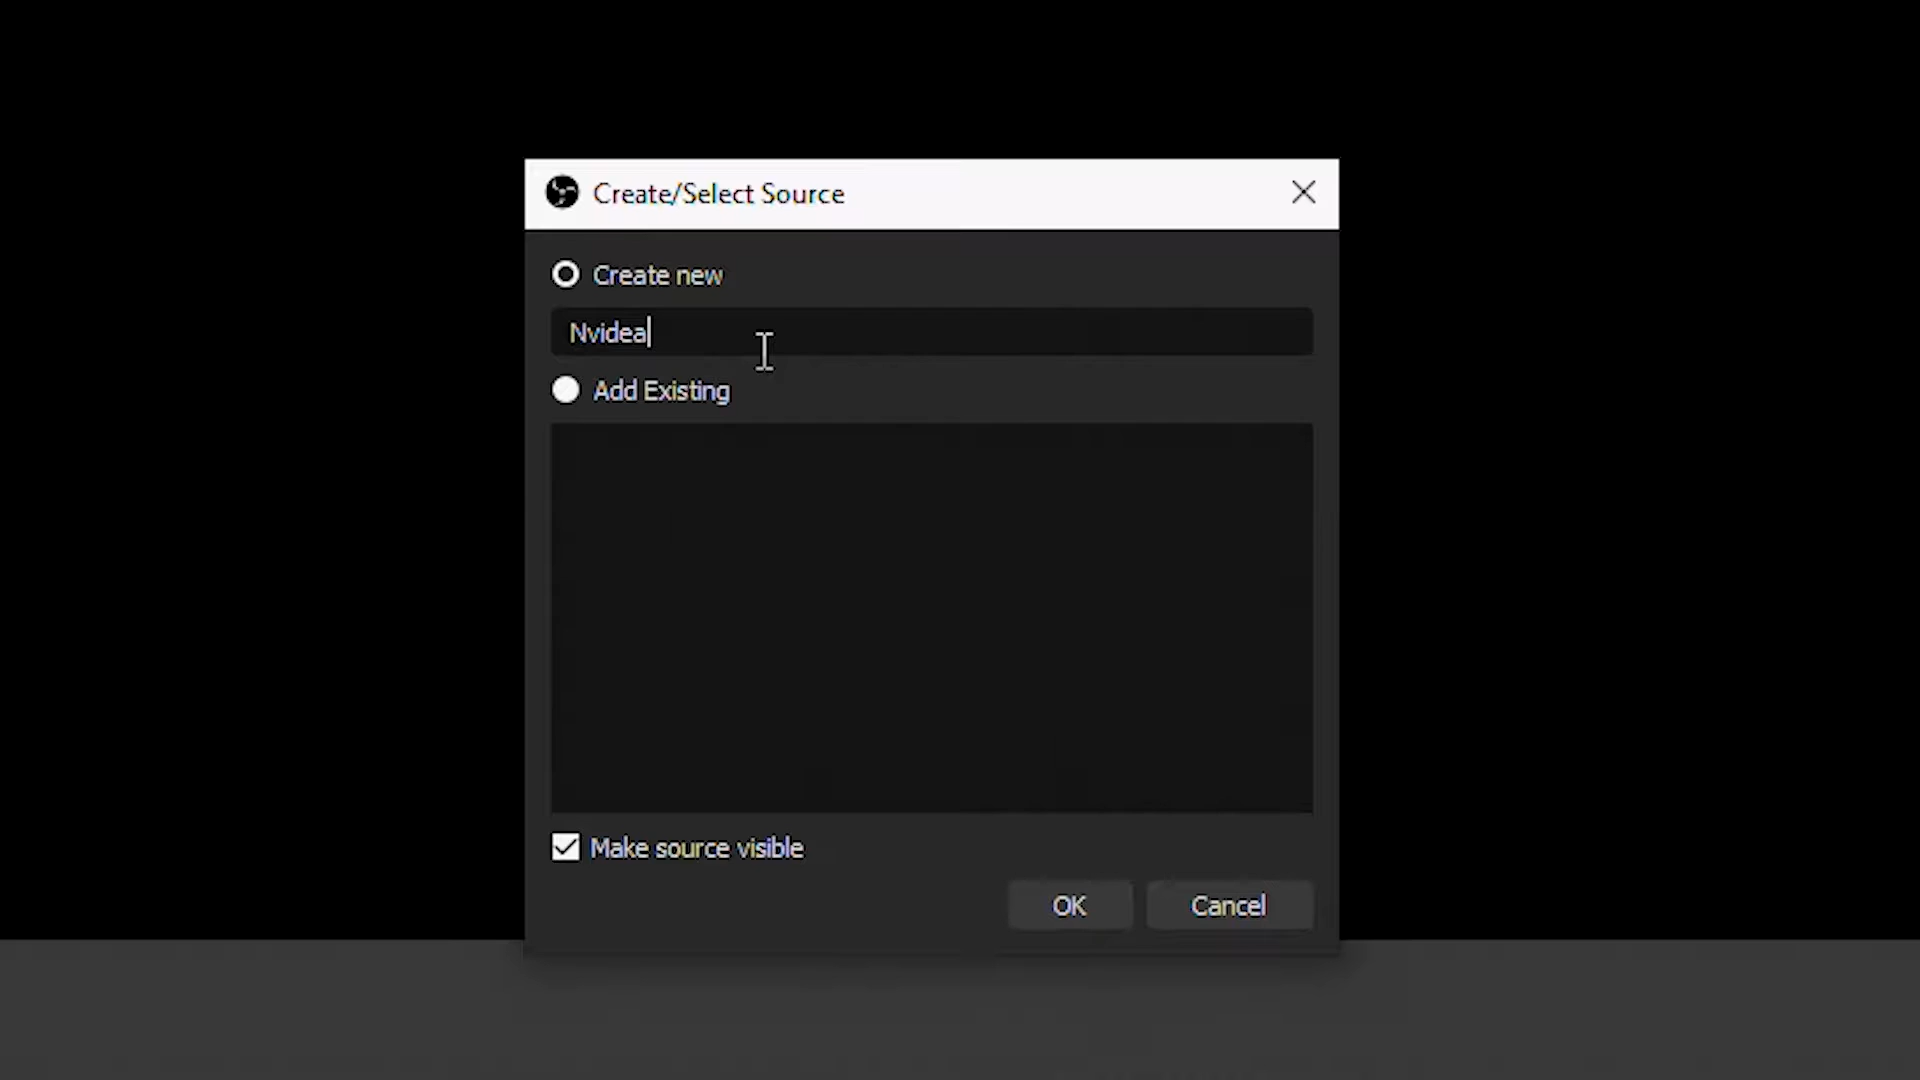 Create/Select Source
Create new
Nvidea
Add Existing
Make source visible
OK
Cancel